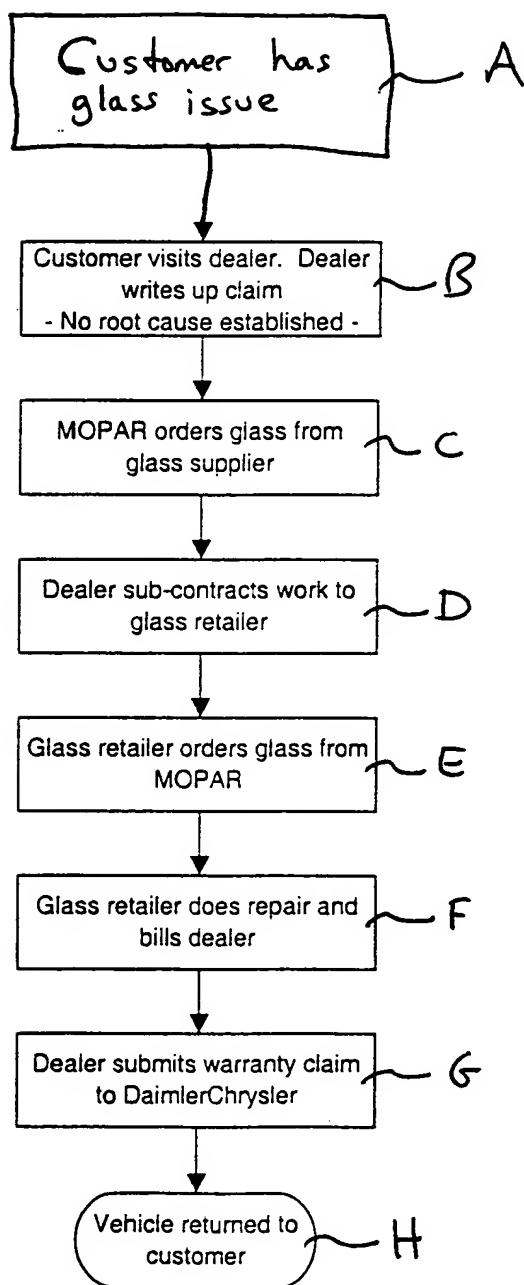 Customer has
glass issue
A
Customer visits dealer. Dealer
writes up claim
- No root cause established -
B
MOPAR orders glass from
glass supplier
C
Dealer sub-contracts work to
glass retailer
D
Glass retailer orders glass from
MOPAR
E
Glass retailer does repair and
bills dealer
F
Dealer submits warranty claim
to DaimlerChrysler
G
Vehicle returned to
customer
H